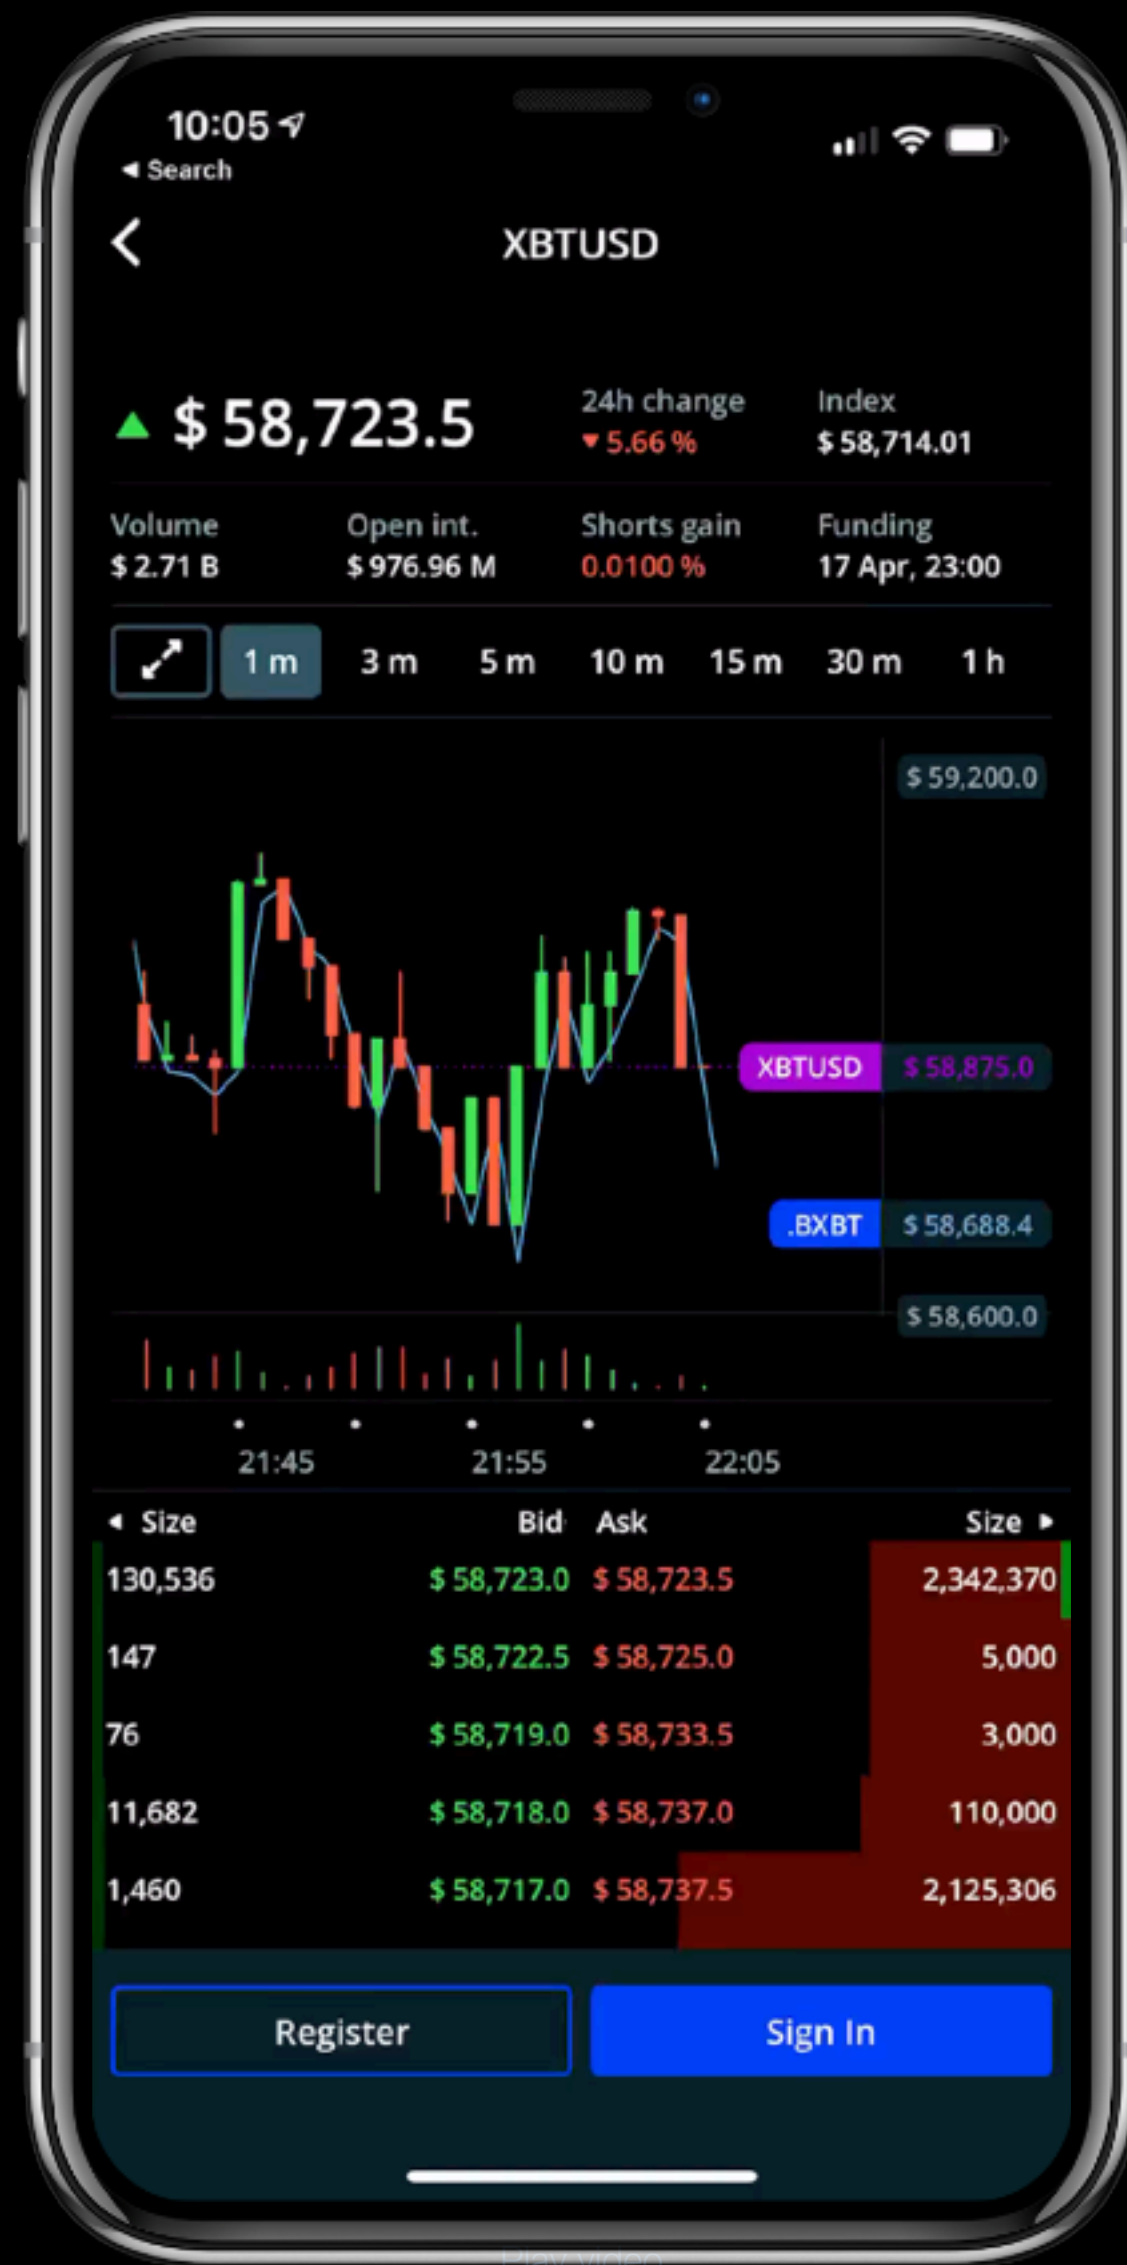 10:05
◀ Search
XBTUSD
▲ $ 58,723.5
24h change
▼ 5.66 %
Index
$ 58,714.01
Volume
$ 2.71 B
Open int.
$ 976.96 M
Shorts gain
0.0100 %
Funding
17 Apr, 23:00
1 m 3 m 5 m 10 m 15 m 30 m 1 h
$ 59,200.0
XBTUSD $ 58,875.0
.BXBT $ 58,688.4
$ 58,600.0
21:45 21:55 22:05
◀ Size Bid Ask Size ▶
130,536 $ 58,723.0 $ 58,723.5 2,342,370
147 $ 58,722.5 $ 58,725.0 5,000
76 $ 58,719.0 $ 58,733.5 3,000
11,682 $ 58,718.0 $ 58,737.0 110,000
1,460 $ 58,717.0 $ 58,737.5 2,125,306
Register Sign In
Play video